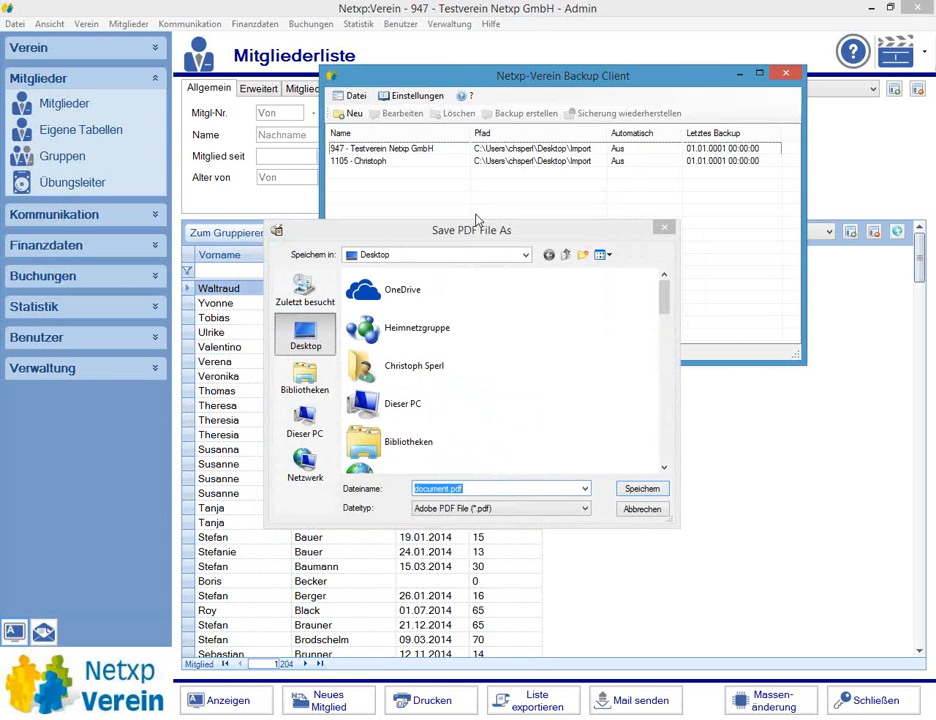 Netxp:Verein - 947 - Testverein Netxp GmbH - Admin
Datei Ansicht Verein Mitglieder Kommunikation Finanzdaten Buchungen Statistik Benutzer Verwaltung Hilfe
Verein
Mitglieder
Mitglieder
Eigene Tabellen
Gruppen
Übungsleiter
Kommunikation
Finanzdaten
Buchungen
Statistik
Benutzer
Verwaltung
Netxp
Verein
Mitgliederliste
Allgemein Erweitert
Mitgl-Nr. Von -
Name Nachname
Mitglied seit
Alter von Von
Netxp-Verein Backup Client
Datei Einstellungen ?
Neu Bearbeiten Löschen Backup erstellen Sicherung wiederherstellen
Name Pfad Automatisch Letztes Backup
947 - Testverein Netxp GmbH C:\Users\chsperl\Desktop\Import Aus 01.01.0001 00:00:00
1105 - Christoph C:\Users\chsperl\Desktop\Import Aus 01.01.0001 00:00:00
Save PDF File As
Speichern in: Desktop
Zuletzt besucht
Desktop
Bibliotheken
Dieser PC
Netzwerk
OneDrive
Heimnetzgruppe
Christoph Sperl
Dieser PC
Bibliotheken
Dateiname: document.pdf Speichern
Dateityp: Adobe PDF File (*.pdf) Abbrechen
Zum Gruppieren
Vorname
Waltraud
Yvonne
Tobias
Ulrike
Valentino
Verena
Veronika
Thomas
Theresa
Theresia
Theresia
Susanna
Susanne
Susanne
Susanne
Tanja
Tanja
Stefan Bauer 19.01.2014 15
Stefanie Bauer 24.01.2014 13
Stefan Baumann 15.03.2014 30
Boris Becker 0
Stefan Berger 26.01.2014 16
Roy Black 01.07.2014 65
Stefan Brauner 21.12.2014 65
Stefan Brodschelm 09.03.2014 70
Sebastian Brunner 12.11.2014 14
Mitglied 1 204
Anzeigen
Neues Mitglied
Drucken
Liste exportieren
Mail senden
Massen-änderung
Schließen